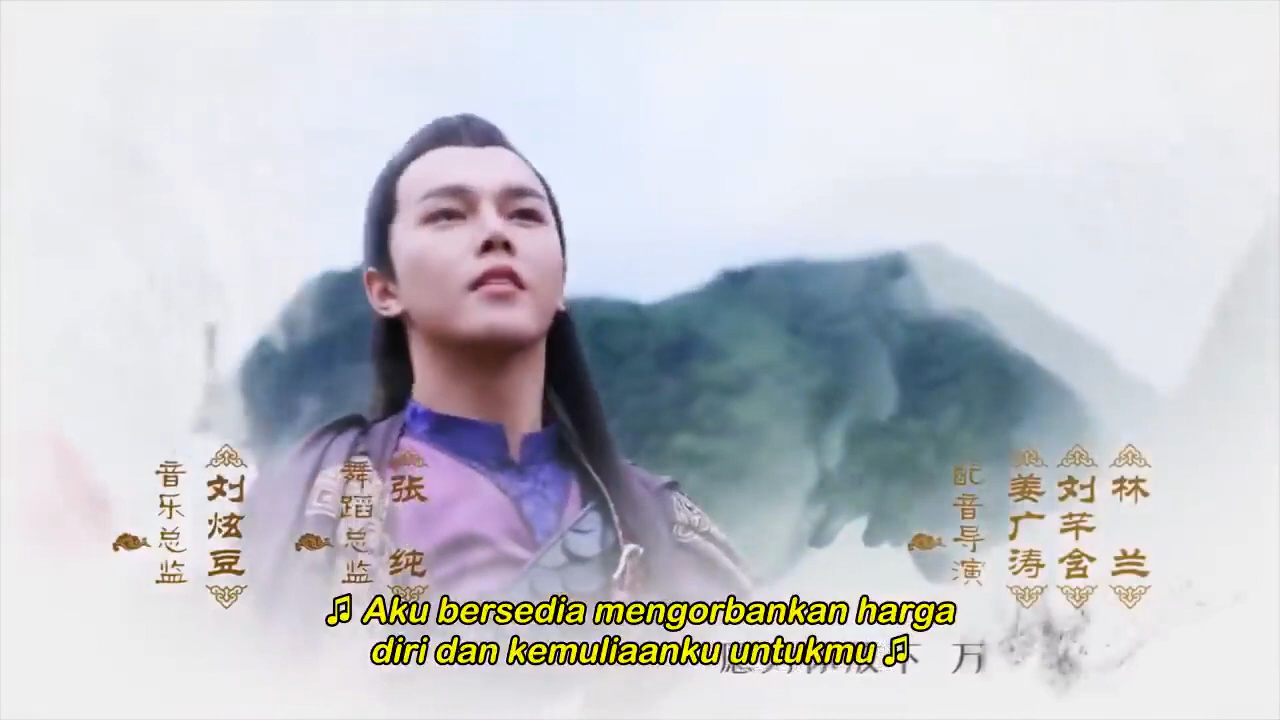 音乐总监
刘炫豆
舞蹈总监
张纯
配音导演
姜广涛
刘芊含
林兰
♫ Aku bersedia mengorbankan harga
diri dan kemuliaanku untukmu ♫
万